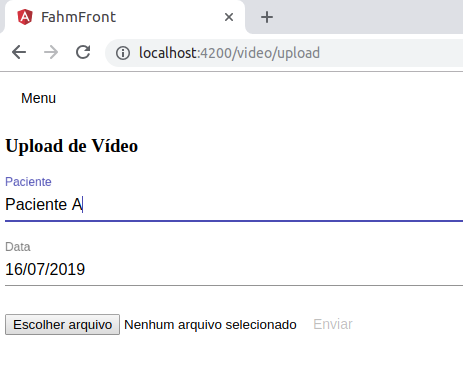 FahmFront
localhost:4200/video/upload
Menu
Upload de Vídeo
Paciente
Paciente A
Data
16/07/2019
Escolher arquivo Nenhum arquivo selecionado Enviar